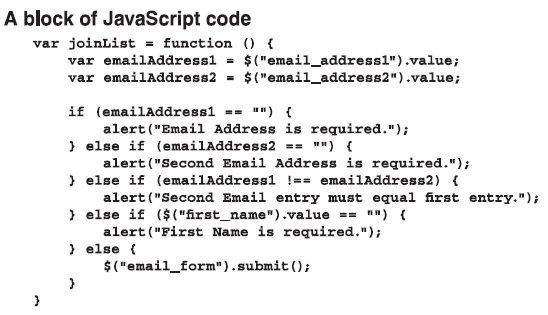 A block of JavaScript code
var joinList = function () {
    var emailAddress1 = $("email_address1").value;
    var emailAddress2 = $("email_address2").value;

    if (emailAddress1 == "") {
        alert("Email Address is required.");
    } else if (emailAddress2 == "") {
        alert("Second Email Address is required.");
    } else if (emailAddress1 !== emailAddress2) {
        alert("Second Email entry must equal first entry.");
    } else if ($("first_name").value == "") {
        alert("First Name is required.");
    } else {
        $("email_form").submit();
    }
}